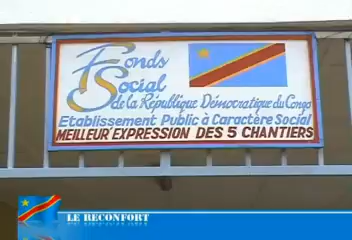 Fonds
Social
de la République Démocratique du Congo
Etablissement Public à Caractère Social
MEILLEUR EXPRESSION DES 5 CHANTIERS
LE RECONFORT